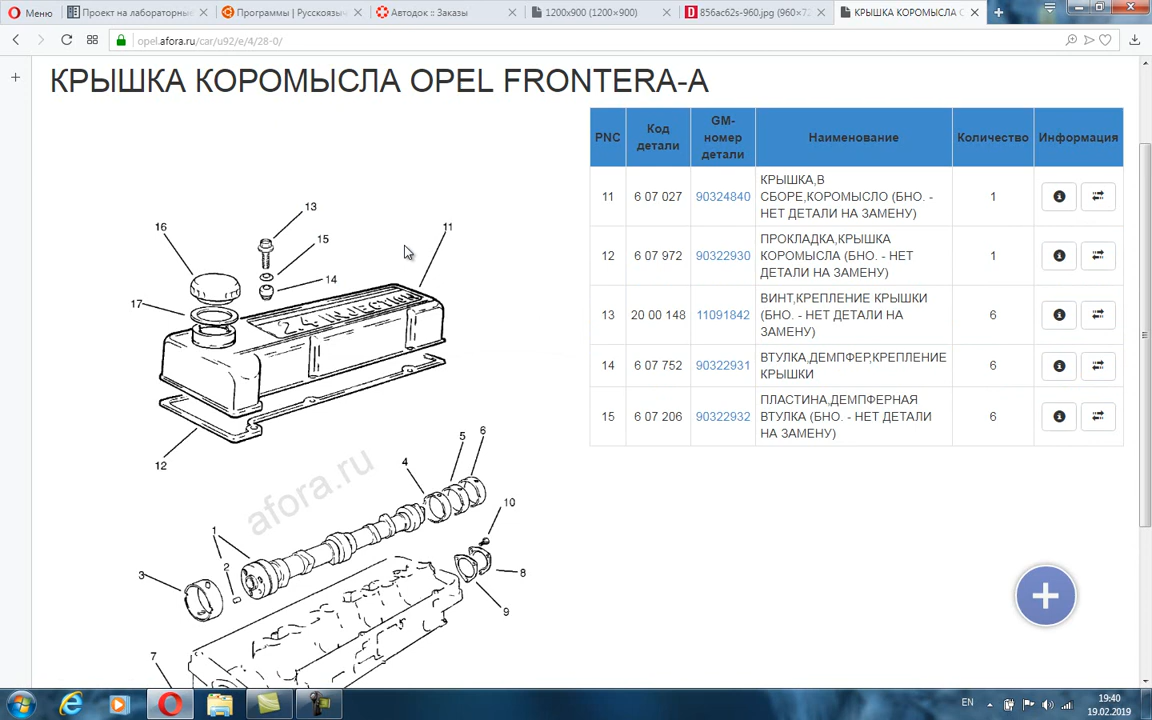 Меню
Проект на лабораторны
Программы | Русскоязыч
Автодок :: Заказы
1200x900 (1200×900)
856ac62s-960.jpg (960×72
КРЫШКА КОРОМЫСЛА O
opel.afora.ru/car/u92/e/4/28-0/
КРЫШКА КОРОМЫСЛА OPEL FRONTERA-A
PNC
Код детали
GM-номер детали
Наименование
Количество
Информация
11
6 07 027
90324840
КРЫШКА,В
СБОРЕ,КОРОМЫСЛО (БНО. -
НЕТ ДЕТАЛИ НА ЗАМЕНУ)
1
12
6 07 972
90322930
ПРОКЛАДКА,КРЫШКА
КОРОМЫСЛА (БНО. - НЕТ
ДЕТАЛИ НА ЗАМЕНУ)
1
13
20 00 148
11091842
ВИНТ,КРЕПЛЕНИЕ КРЫШКИ
(БНО. - НЕТ ДЕТАЛИ НА
ЗАМЕНУ)
6
14
6 07 752
90322931
ВТУЛКА,ДЕМПФЕР,КРЕПЛЕНИЕ
КРЫШКИ
6
15
6 07 206
90322932
ПЛАСТИНА,ДЕМПФЕРНАЯ
ВТУЛКА (БНО. - НЕТ ДЕТАЛИ
НА ЗАМЕНУ)
6
13
16
15
11
14
17
2.4 INJECTION
12
afora.ru
6
5
4
10
1
2
3
8
9
7
EN
19:40
19.02.2019